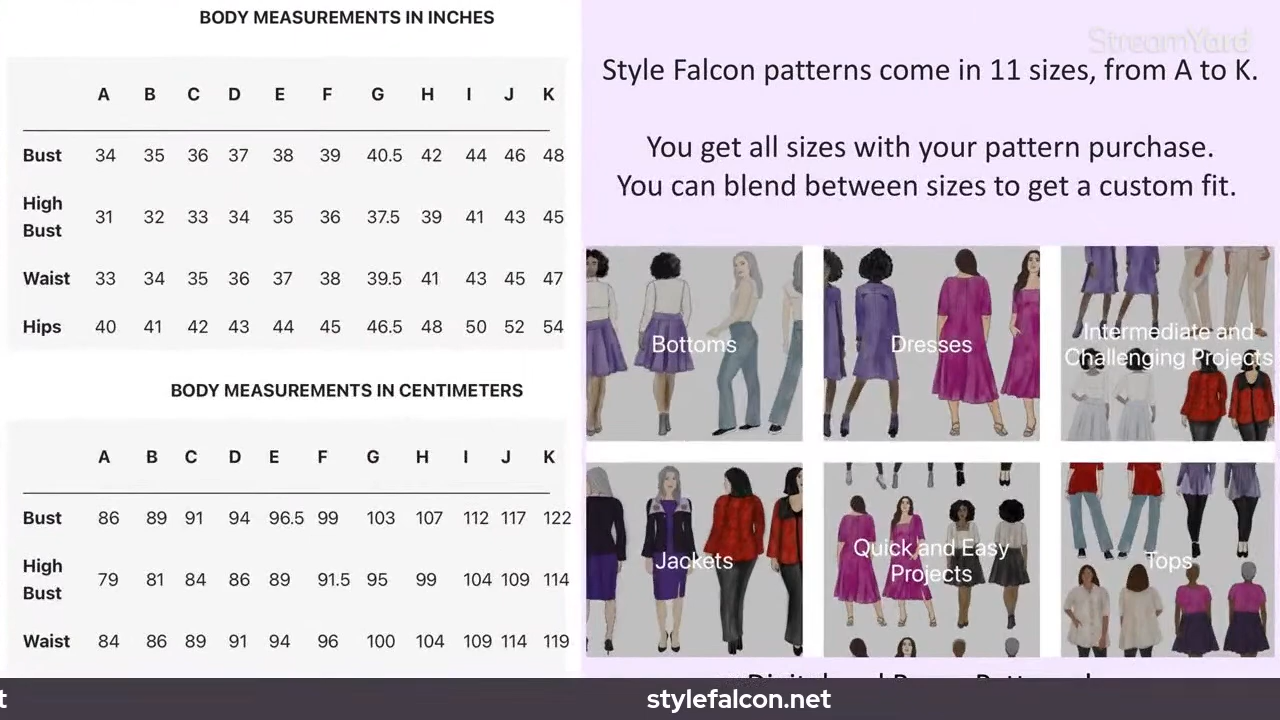 BODY MEASUREMENTS IN INCHES
A B C D E F G H I J K
Bust 34 35 36 37 38 39 40.5 42 44 46 48
High
Bust 31 32 33 34 35 36 37.5 39 41 43 45
Waist 33 34 35 36 37 38 39.5 41 43 45 47
Hips 40 41 42 43 44 45 46.5 48 50 52 54
BODY MEASUREMENTS IN CENTIMETERS
A B C D E F G H I J K
Bust 86 89 91 94 96.5 99 103 107 112 117 122
High
Bust 79 81 84 86 89 91.5 95 99 104 109 114
Waist 84 86 89 91 94 96 100 104 109 114 119
StreamYard
Style Falcon patterns come in 11 sizes, from A to K.
You get all sizes with your pattern purchase.
You can blend between sizes to get a custom fit.
Bottoms
Dresses
Intermediate and
Challenging Projects
Jackets
Quick and Easy
Projects
Tops
stylefalcon.net